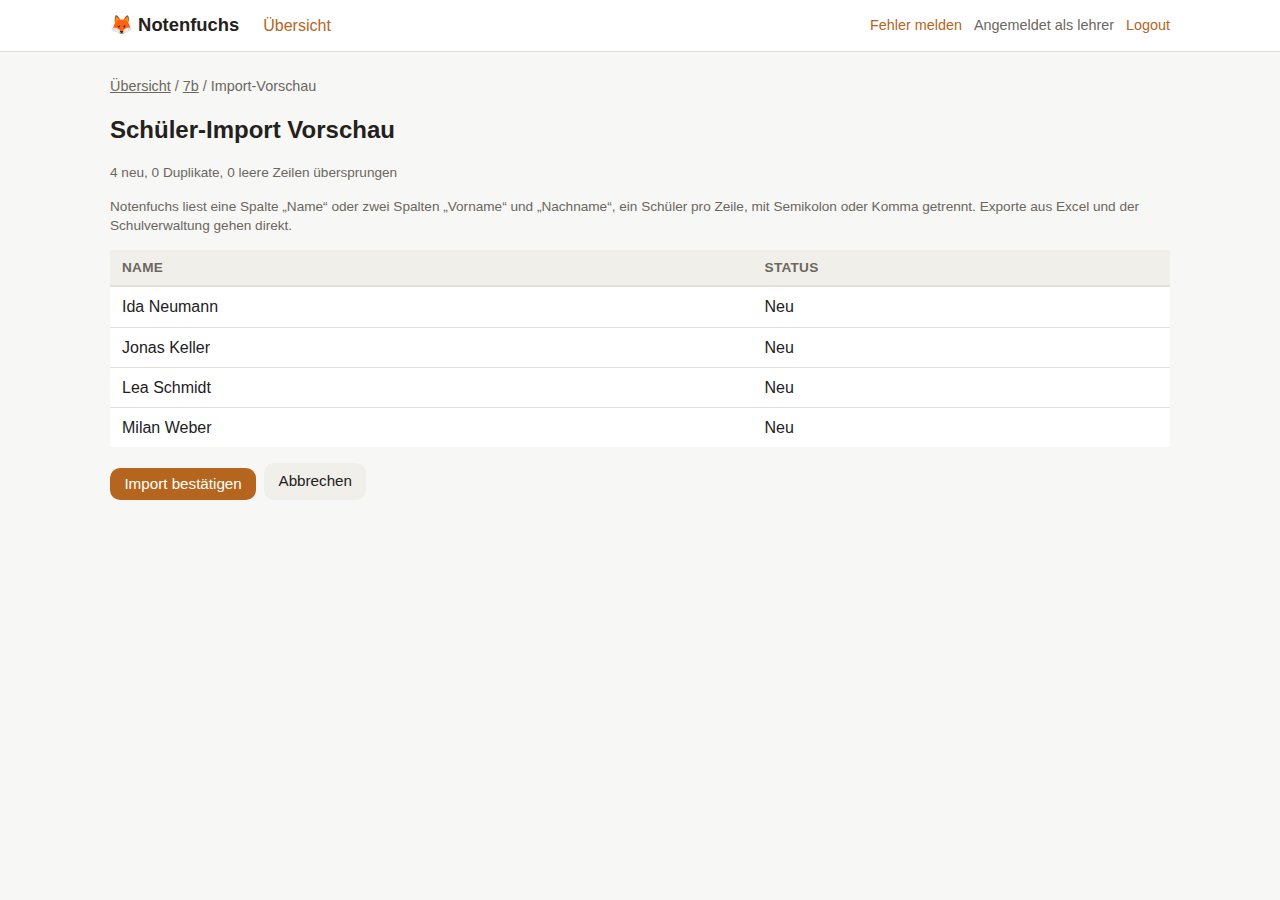 🦊 Notenfuchs Übersicht Fehler melden Angemeldet als lehrer Logout
Übersicht / 7b / Import-Vorschau
Schüler-Import Vorschau
4 neu, 0 Duplikate, 0 leere Zeilen übersprungen
Notenfuchs liest eine Spalte „Name“ oder zwei Spalten „Vorname“ und „Nachname“, ein Schüler pro Zeile, mit Semikolon oder Komma getrennt. Exporte aus Excel und der
Schulverwaltung gehen direkt.
NAME STATUS
Ida Neumann Neu
Jonas Keller Neu
Lea Schmidt Neu
Milan Weber Neu
Import bestätigen Abbrechen